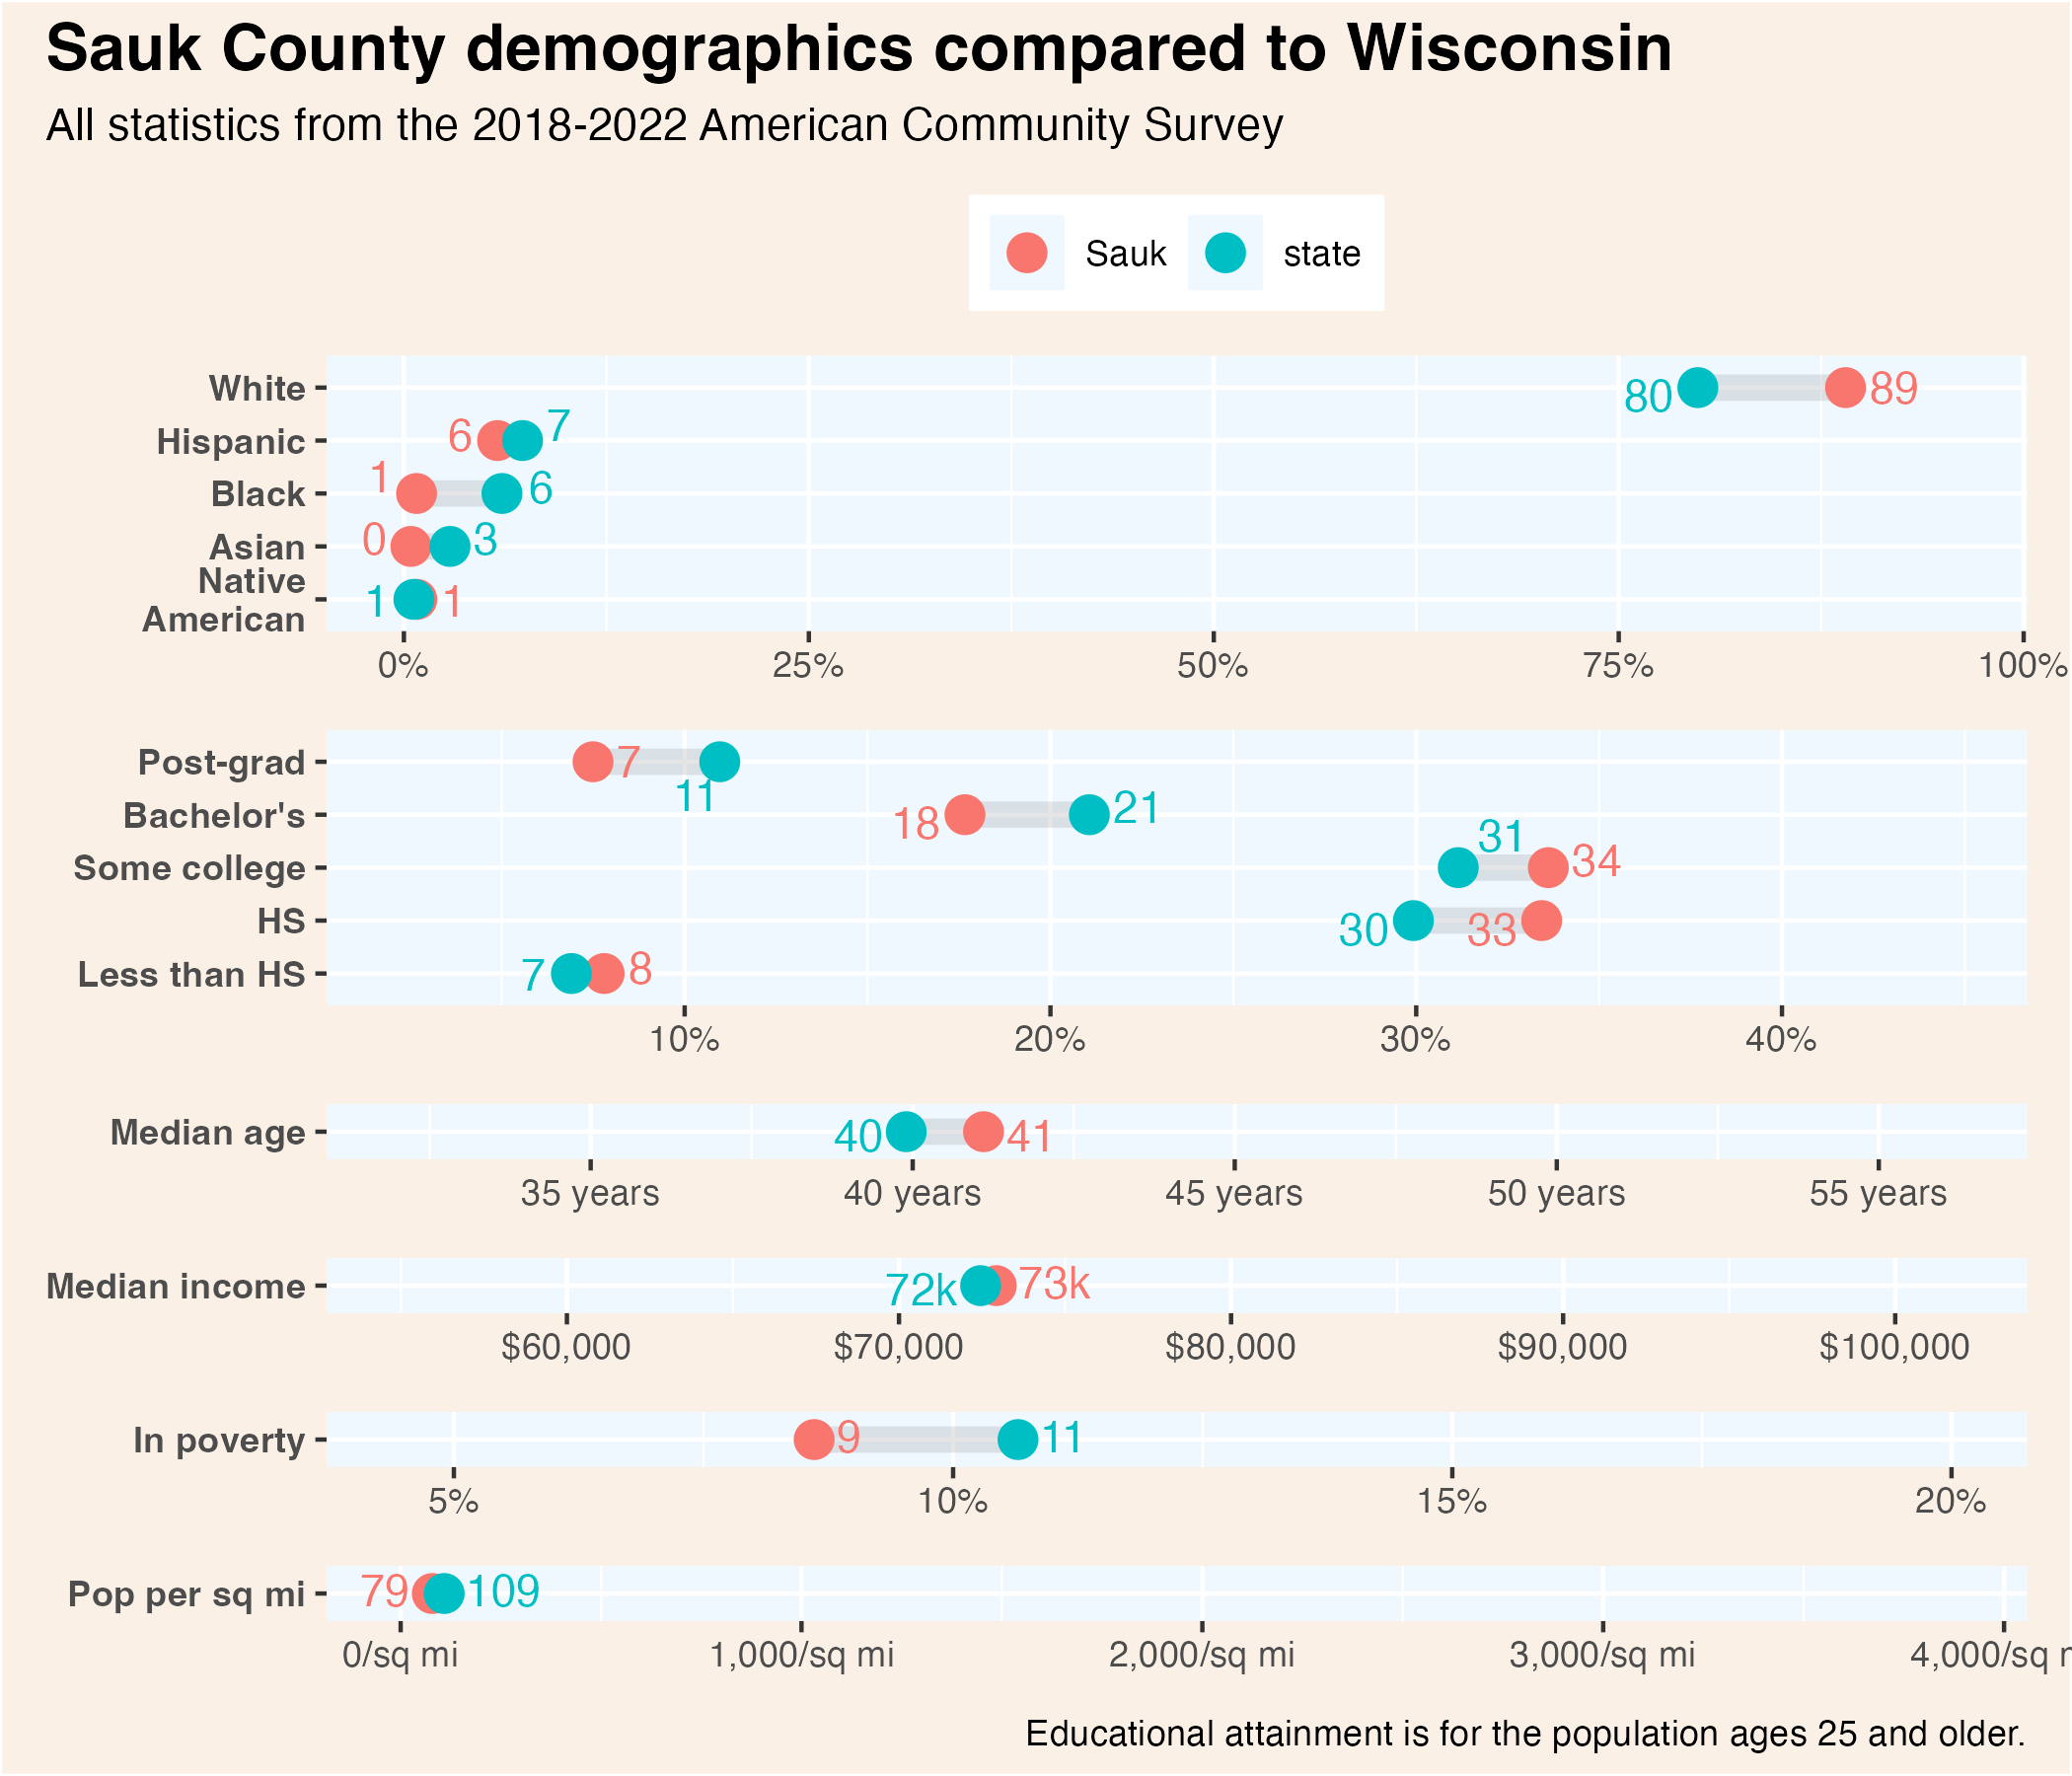 Sauk County demographics compared to Wisconsin
All statistics from the 2018-2022 American Community Survey
Sauk state
White 80 89
Hispanic 6 7
Black 1 6
Asian 0 3
Native
American 1 1
0% 25% 50% 75% 100%
Post-grad 7 11
Bachelor's 18 21
Some college 31 34
HS 30 33
Less than HS 7 8
10% 20% 30% 40%
Median age 40 41
35 years 40 years 45 years 50 years 55 years
Median income 72k 73k
$60,000 $70,000 $80,000 $90,000 $100,000
In poverty 9 11
5% 10% 15% 20%
Pop per sq mi 79 109
0/sq mi 1,000/sq mi 2,000/sq mi 3,000/sq mi 4,000/sq
Educational attainment is for the population ages 25 and older.